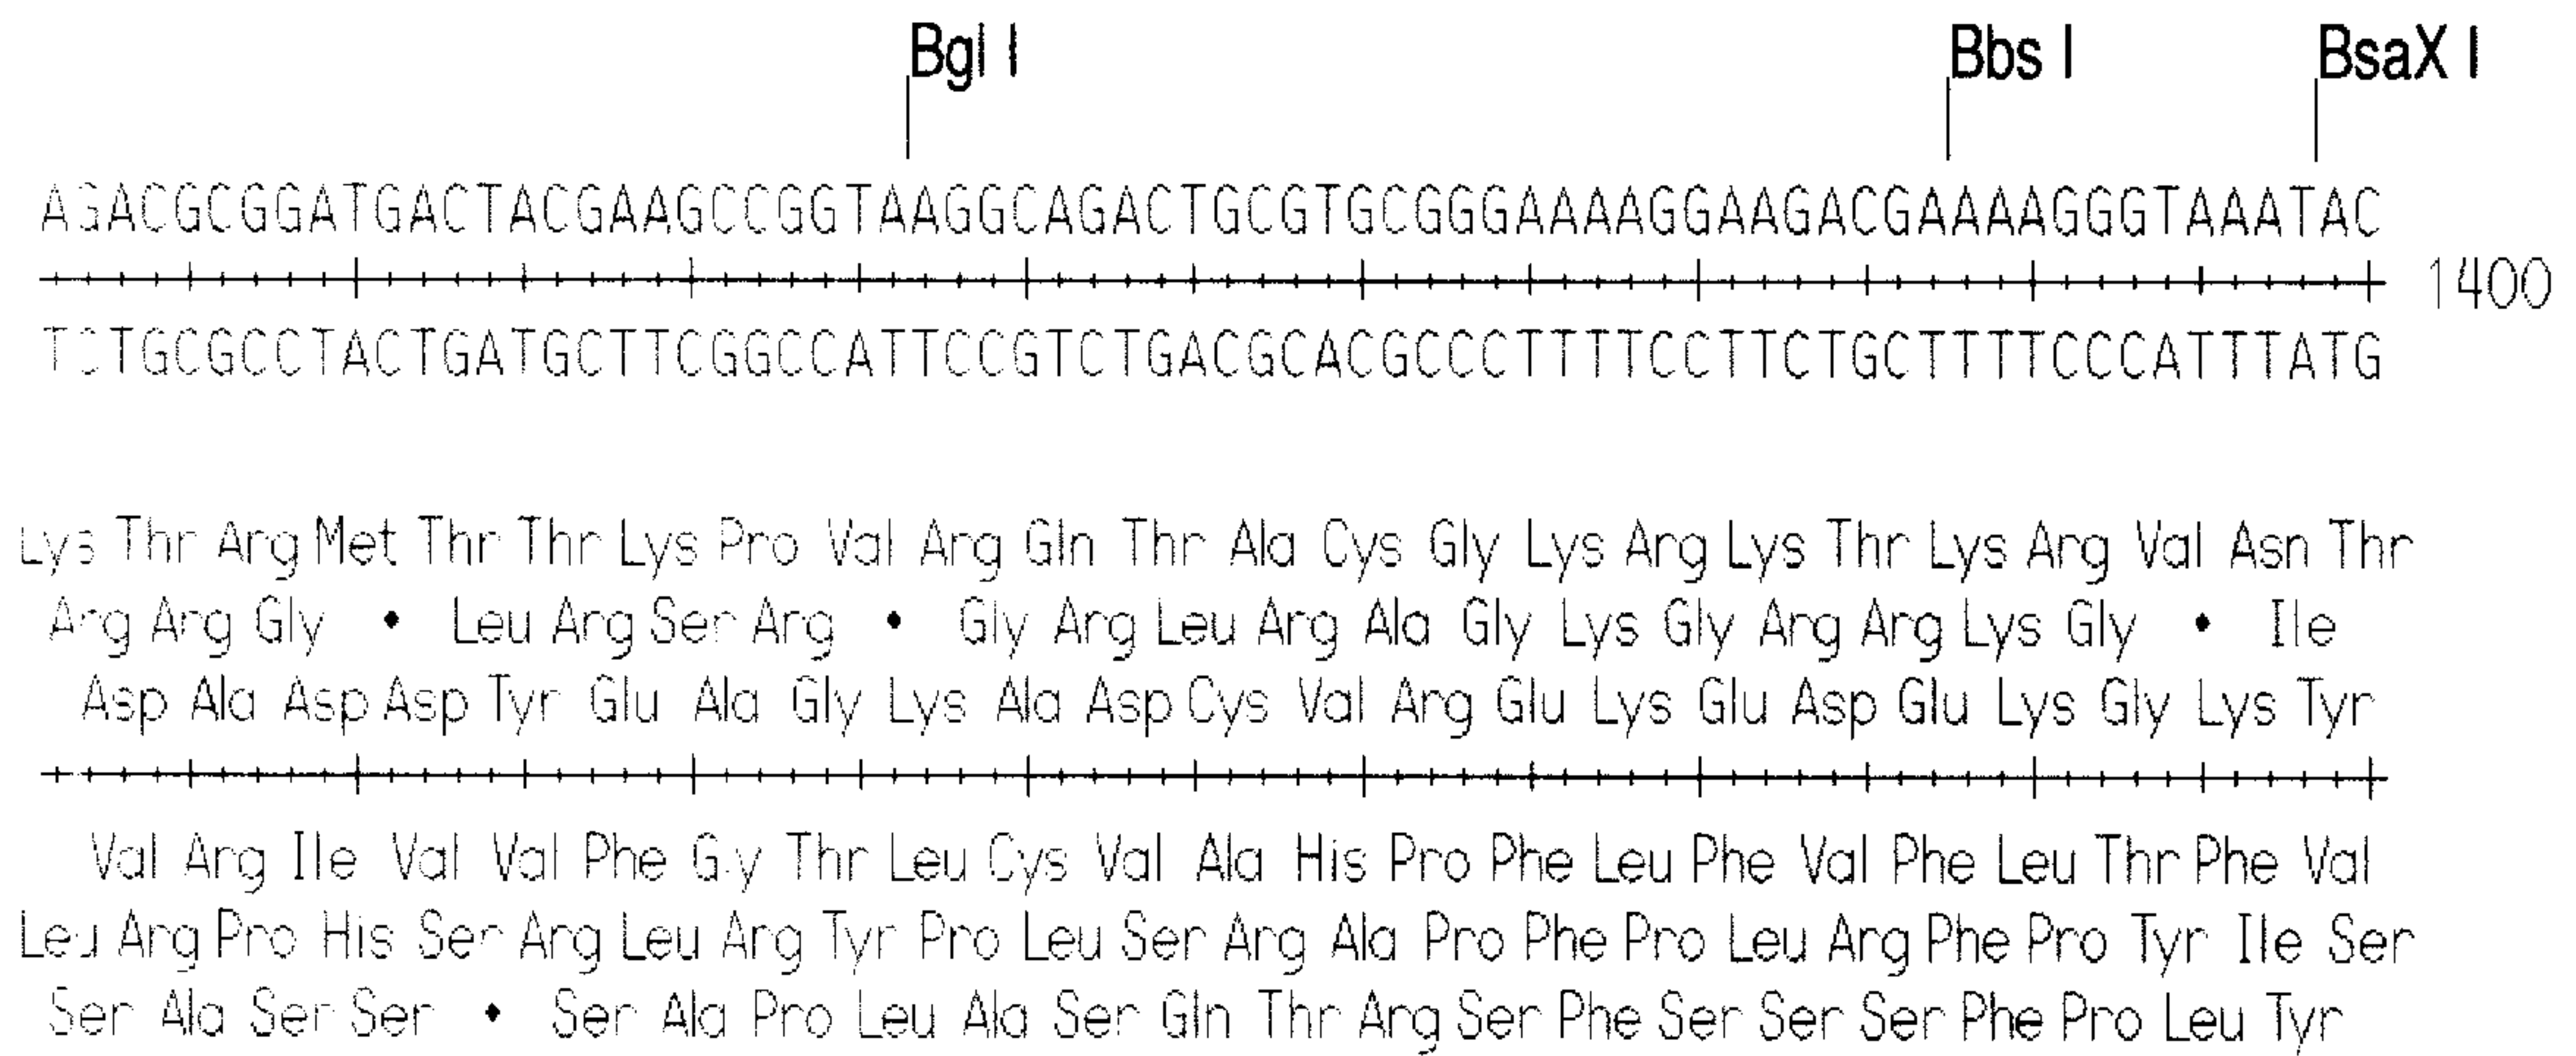 Bgl I Bbs I BsaX I
AGACGCGGATGACTACGAAGCCGGTAAGGCAGACTGCGTGCGGGAAAAGGAAGACGAAAAGGGTAAATAC
1400
TCTGCGCCTACTGATGCTTCGGCCATTCCGTCTGACGCACGCCCTTTTCCTTCTGCTTTTCCCATTTATG
Lys Thr Arg Met Thr Thr Lys Pro Val Arg Gln Thr Ala Cys Gly Lys Arg Lys Thr Lys Arg Val Asn Thr
Arg Arg Gly • Leu Arg Ser Arg • Gly Arg Leu Arg Ala Gly Lys Gly Arg Arg Lys Gly • Ile
Asp Ala Asp Asp Tyr Glu Ala Gly Lys Ala Asp Cys Val Arg Glu Lys Glu Asp Glu Lys Gly Lys Tyr
Val Arg Ile Val Val Phe Gly Thr Leu Cys Val Ala His Pro Phe Leu Phe Val Phe Leu Thr Phe Val
Leu Arg Pro His Ser Arg Leu Arg Tyr Pro Leu Ser Arg Ala Pro Phe Pro Leu Arg Phe Pro Tyr Ile Ser
Ser Ala Ser Ser • Ser Ala Pro Leu Ala Ser Gln Thr Arg Ser Phe Ser Ser Ser Phe Pro Leu Tyr